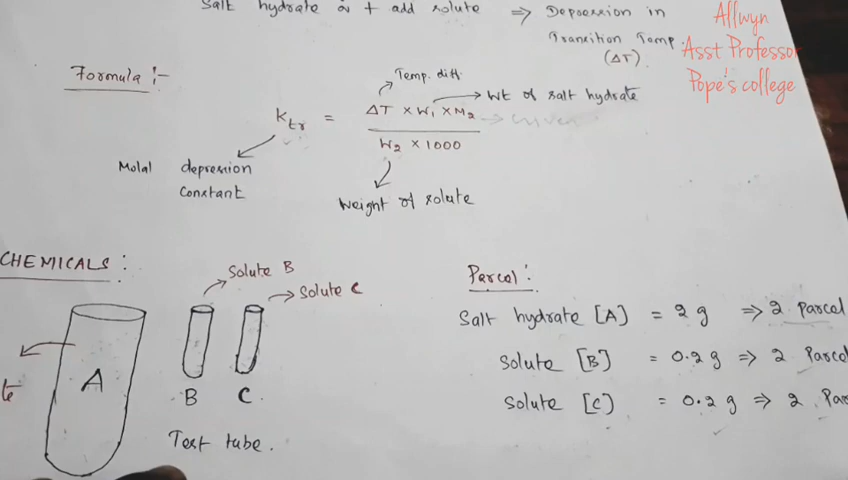 Salt hydrate ∞ + add solute ⇒ Depression in
Transition Temp.
(ΔT)
Allwyn
Asst Professor
Pope's college
Formula :-
Temp. diff
Ktr = ΔT × W1 × M2 → Given
W2 × 1000
Wt of salt hydrate
Molal depression
Constant
Weight of solute
CHEMICALS :
Solute B
Solute C
A
B
C
Test tube.
Parcel :
Salt hydrate [A] = 2 g ⇒ 2 Parcel
Solute [B] = 0.2 g ⇒ 2 Parcel
Solute [C] = 0.2 g ⇒ 2 Par